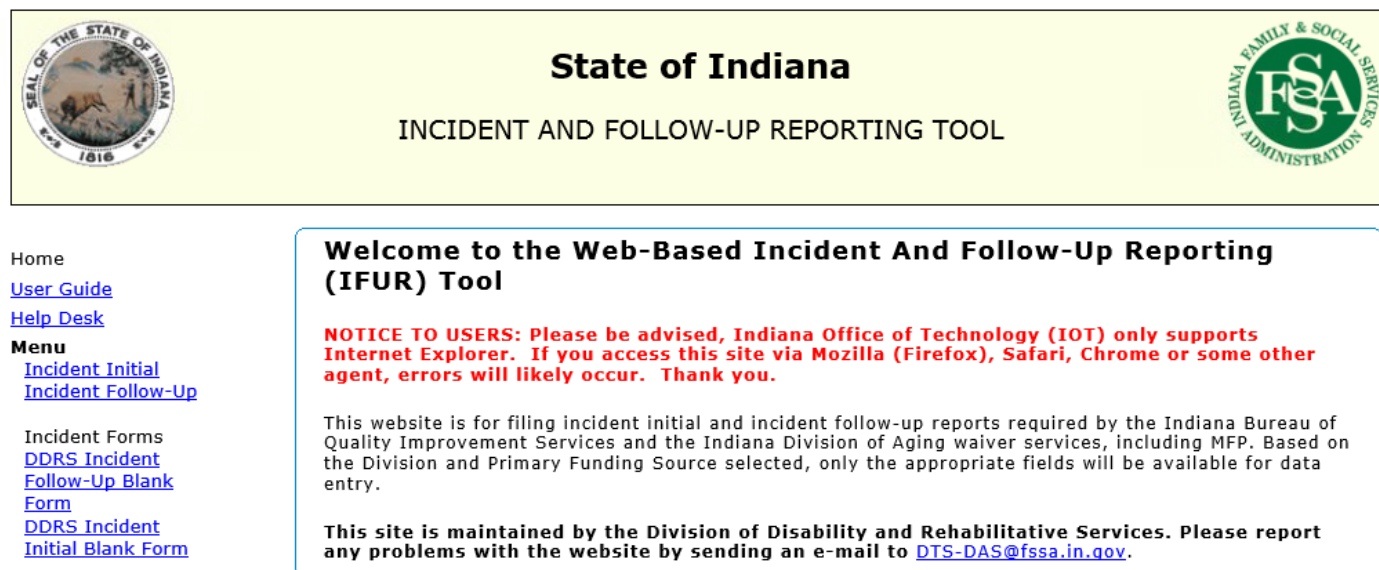 SEAL OF THE STATE OF INDIANA
1816
State of Indiana
INCIDENT AND FOLLOW-UP REPORTING TOOL
INDIANA FAMILY & SOCIAL SERVICES ADMINISTRATION
FSSA
Home
User Guide
Help Desk
Menu
Incident Initial
Incident Follow-Up
Incident Forms
DDRS Incident
Follow-Up Blank
Form
DDRS Incident
Initial Blank Form
Welcome to the Web-Based Incident And Follow-Up Reporting
(IFUR) Tool
NOTICE TO USERS: Please be advised, Indiana Office of Technology (IOT) only supports
Internet Explorer.  If you access this site via Mozilla (Firefox), Safari, Chrome or some other
agent, errors will likely occur.  Thank you.
This website is for filing incident initial and incident follow-up reports required by the Indiana Bureau of
Quality Improvement Services and the Indiana Division of Aging waiver services, including MFP. Based on
the Division and Primary Funding Source selected, only the appropriate fields will be available for data
entry.
This site is maintained by the Division of Disability and Rehabilitative Services. Please report
any problems with the website by sending an e-mail to DTS-DAS@fssa.in.gov.